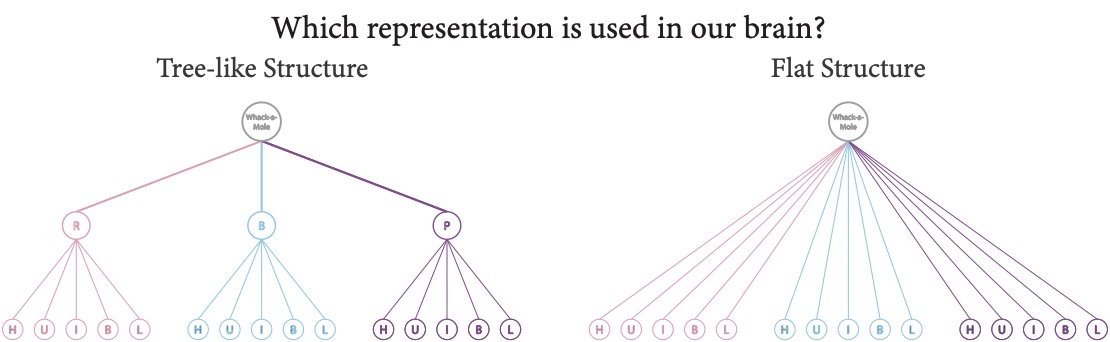 Which representation is used in our brain?
Tree-like Structure
Flat Structure
Whack-a-
Mole
Whack-a-
Mole
R B P
H U I B L H U I B L H U I B L
H U I B L H U I B L H U I B L